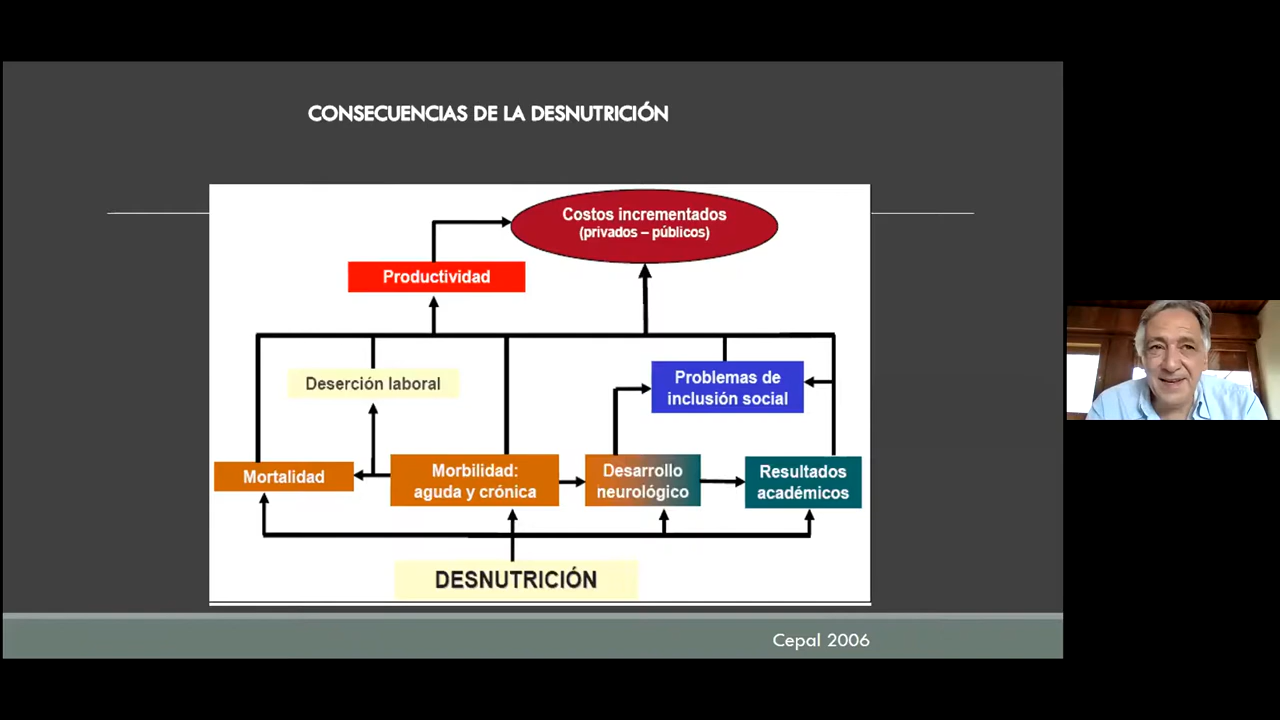 CONSECUENCIAS DE LA DESNUTRICIÓN
Costos incrementados
(privados – públicos)
Productividad
Deserción laboral
Problemas de
inclusión social
Mortalidad
Morbilidad:
aguda y crónica
Desarrollo
neurológico
Resultados
académicos
DESNUTRICIÓN
Cepal 2006